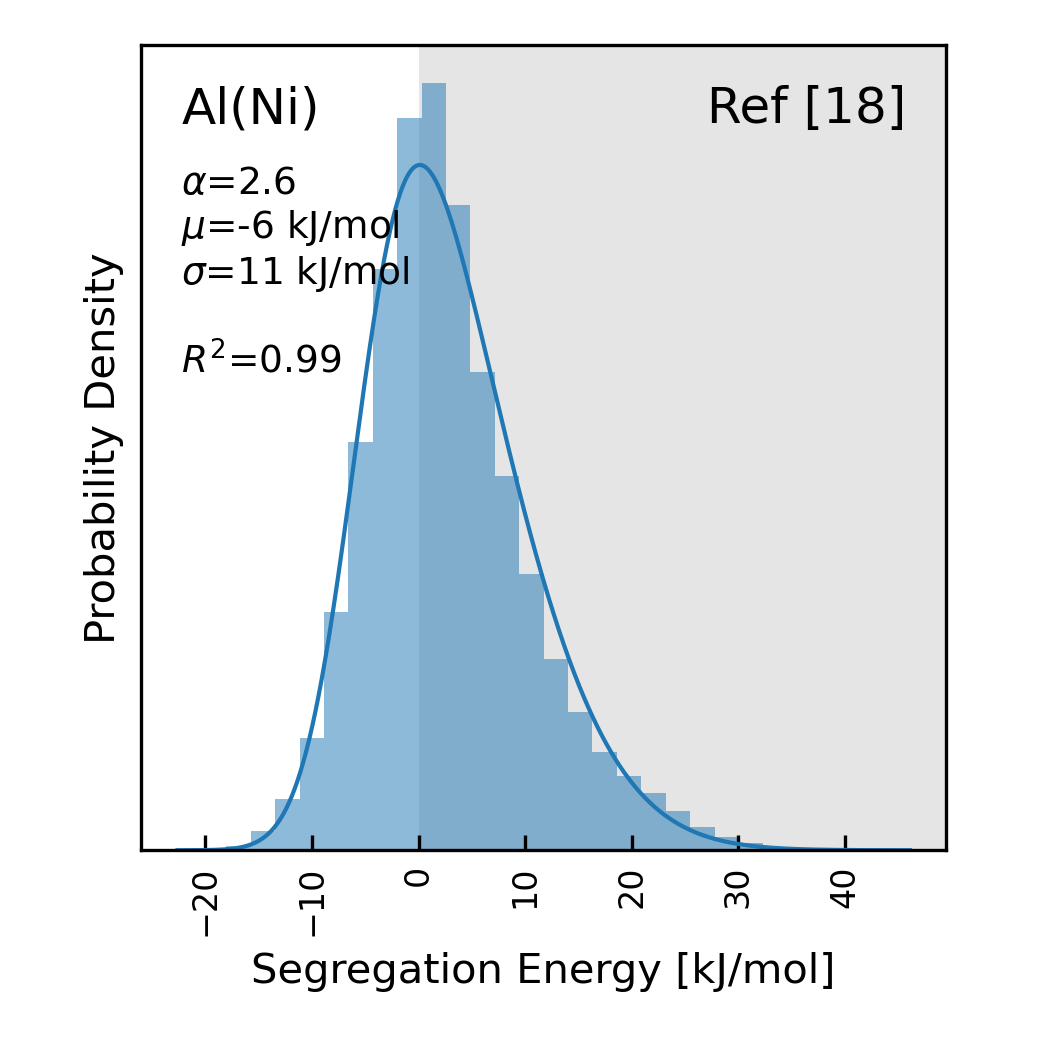 Al(Ni)
Ref [18]
α=2.6
μ=-6 kJ/mol
σ=11 kJ/mol
R²=0.99
Probability Density
−20 −10 0 10 20 30 40
Segregation Energy [kJ/mol]